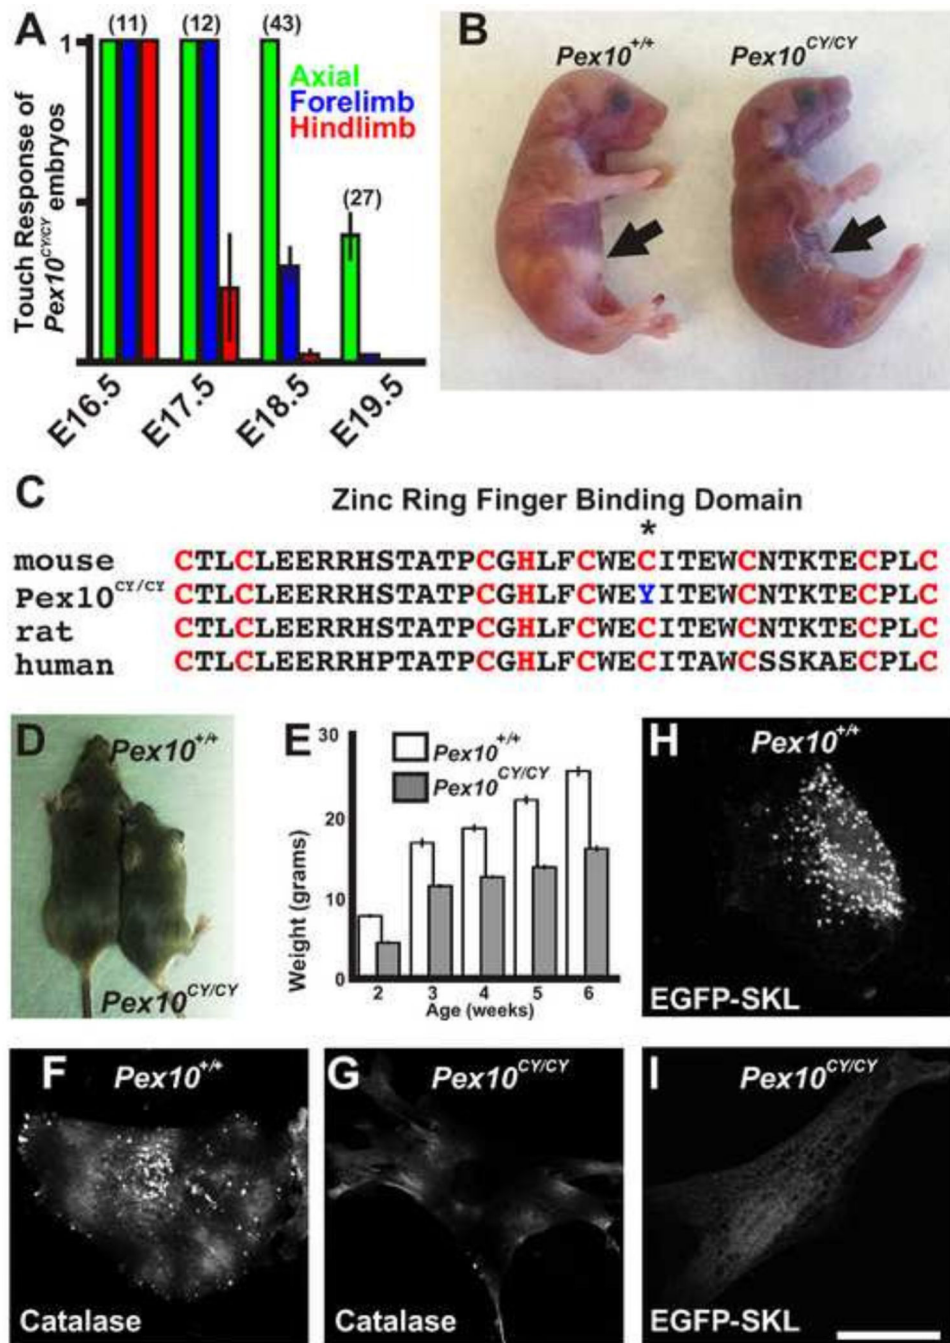 A
Touch Response of
Pex10CY/CY embryos
1
(11)
(12)
(43)
(27)
Axial
Forelimb
Hindlimb
E16.5
E17.5
E18.5
E19.5
B
Pex10+/+
Pex10CY/CY
C
Zinc Ring Finger Binding Domain
*
mouse CTLCLEERRHSTATPCGHLFCWECITEWCNTKTECPLC
Pex10CY/CY CTLCLEERRHSTATPCGHLFCWEYITEWCNTKTECPLC
rat CTLCLEERRHSTATPCGHLFCWECITEWCNTKTECPLC
human CTLCLEERRHPTATPCGHLFCWECITAWCSSKAECPLC
D
Pex10+/+
Pex10CY/CY
E
Weight (grams)
30
20
10
0
Pex10+/+
Pex10CY/CY
2 3 4 5 6
Age (weeks)
H
Pex10+/+
EGFP-SKL
F
Pex10+/+
Catalase
G
Pex10CY/CY
Catalase
I
Pex10CY/CY
EGFP-SKL